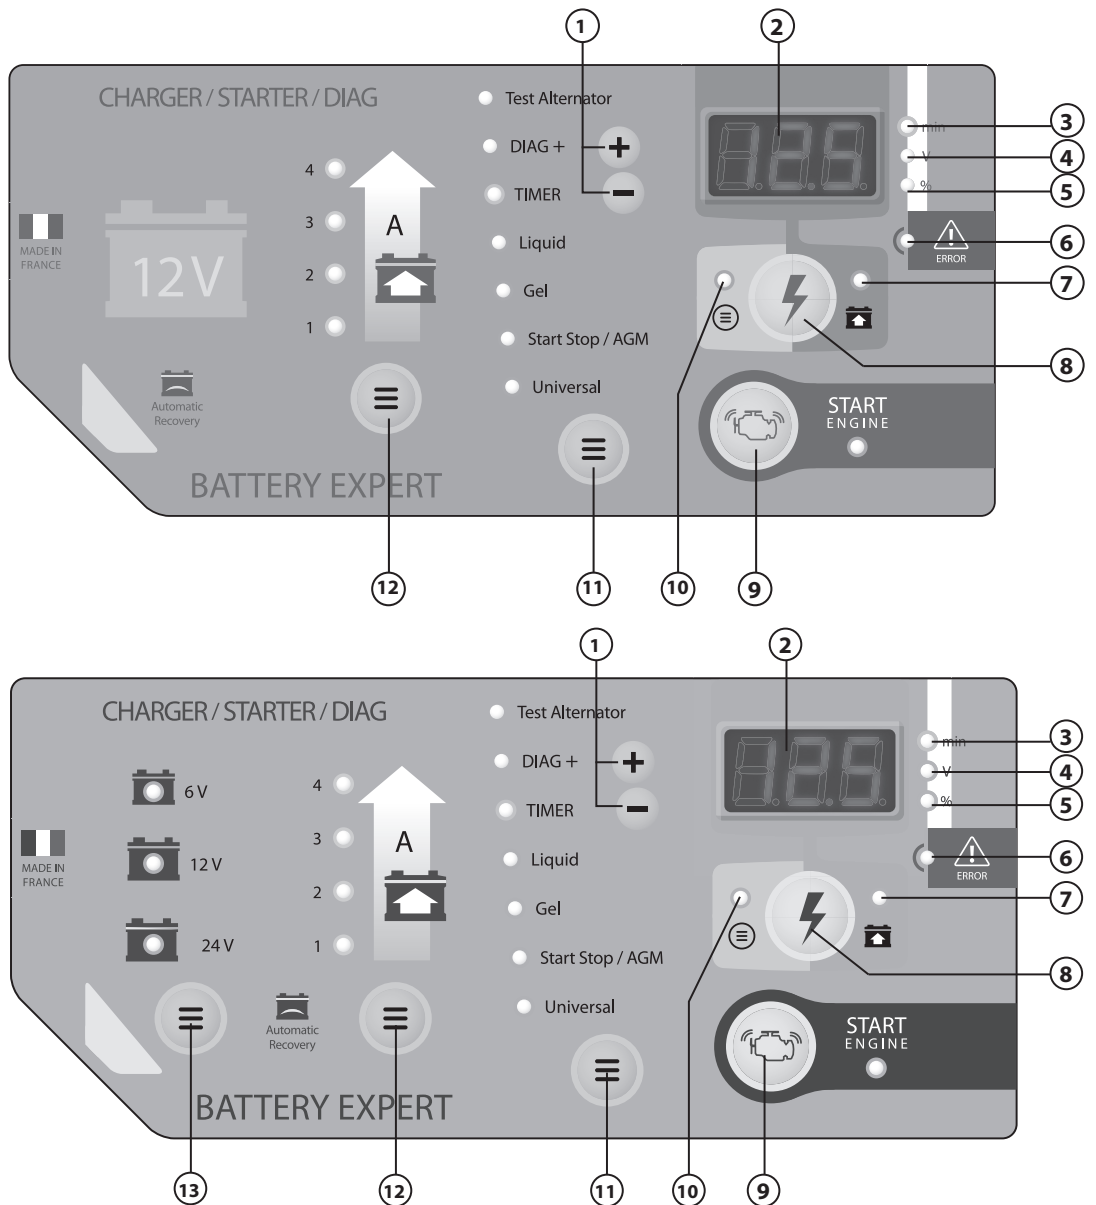 1
2
CHARGER / STARTER / DIAG
Test Alternator
DIAG +
TIMER
Liquid
Gel
Start Stop / AGM
Universal
4
3
2
1
A
MADE IN
FRANCE
12 V
Automatic
Recovery
BATTERY EXPERT
125
min
V
%
ERROR
START
ENGINE
3
4
5
6
7
8
12
11
10
9
1
2
CHARGER / STARTER / DIAG
Test Alternator
DIAG +
TIMER
Liquid
Gel
Start Stop / AGM
Universal
6 V
12 V
24 V
4
3
2
1
A
MADE IN
FRANCE
Automatic
Recovery
BATTERY EXPERT
125
min
V
%
ERROR
START
ENGINE
3
4
5
6
7
8
13
12
11
10
9